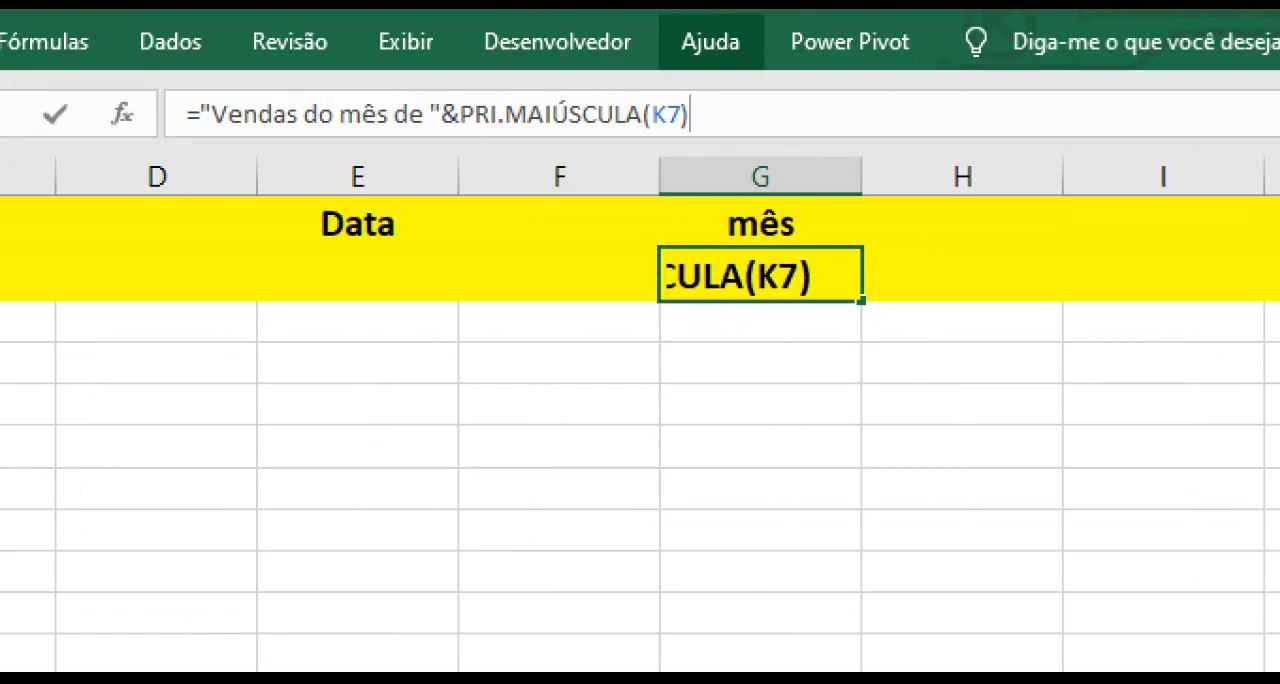 Fórmulas Dados Revisão Exibir Desenvolvedor Ajuda Power Pivot Diga-me o que você deseja
fx ="Vendas do mês de "&PRI.MAIÚSCULA(K7)
D E F G H I
Data mês
CULA(K7)